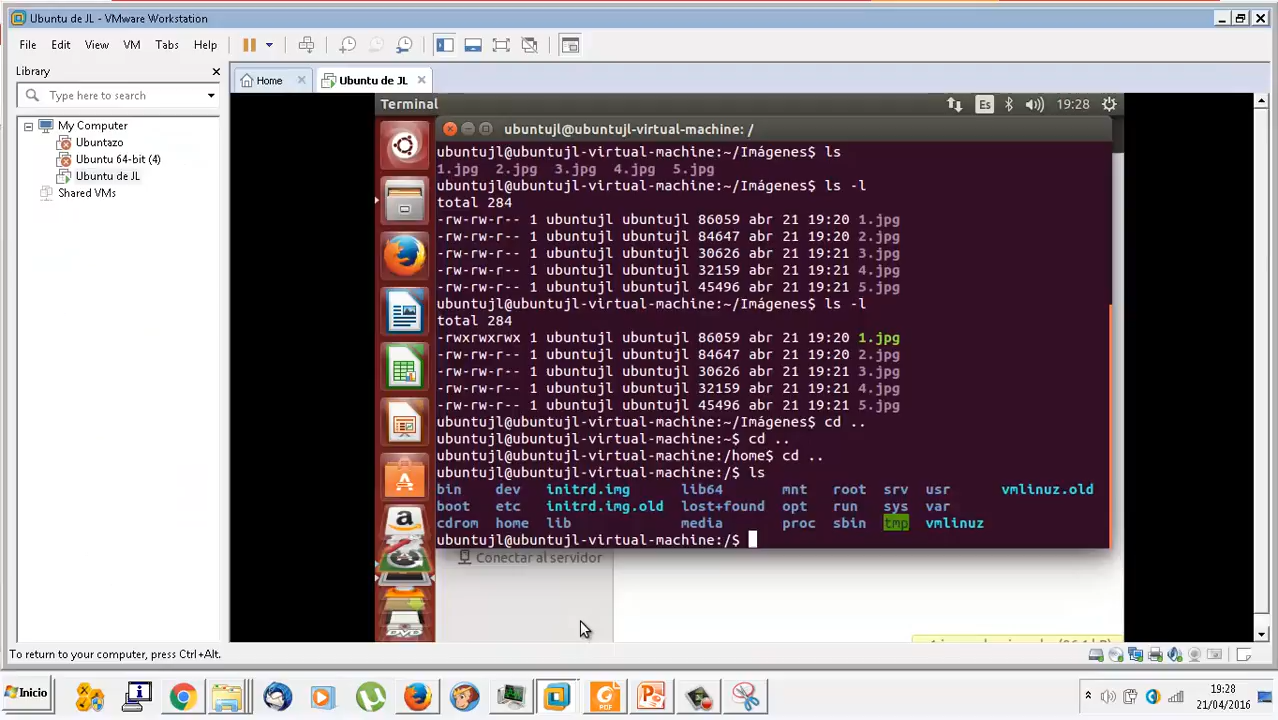 Ubuntu de JL - VMware Workstation
File Edit View VM Tabs Help
Library
Type here to search
My Computer
Ubuntazo
Ubuntu 64-bit (4)
Ubuntu de JL
Shared VMs
Home Ubuntu de JL
Terminal Es 19:28
ubuntujl@ubuntujl-virtual-machine: /
ubuntujl@ubuntujl-virtual-machine:~/Imágenes$ ls
1.jpg 2.jpg 3.jpg 4.jpg 5.jpg
ubuntujl@ubuntujl-virtual-machine:~/Imágenes$ ls -l
total 284
-rw-rw-r-- 1 ubuntujl ubuntujl 86059 abr 21 19:20 1.jpg
-rw-rw-r-- 1 ubuntujl ubuntujl 84647 abr 21 19:20 2.jpg
-rw-rw-r-- 1 ubuntujl ubuntujl 30626 abr 21 19:21 3.jpg
-rw-rw-r-- 1 ubuntujl ubuntujl 32159 abr 21 19:21 4.jpg
-rw-rw-r-- 1 ubuntujl ubuntujl 45496 abr 21 19:21 5.jpg
ubuntujl@ubuntujl-virtual-machine:~/Imágenes$ ls -l
total 284
-rwxrwxrwx 1 ubuntujl ubuntujl 86059 abr 21 19:20 1.jpg
-rw-rw-r-- 1 ubuntujl ubuntujl 84647 abr 21 19:20 2.jpg
-rw-rw-r-- 1 ubuntujl ubuntujl 30626 abr 21 19:21 3.jpg
-rw-rw-r-- 1 ubuntujl ubuntujl 32159 abr 21 19:21 4.jpg
-rw-rw-r-- 1 ubuntujl ubuntujl 45496 abr 21 19:21 5.jpg
ubuntujl@ubuntujl-virtual-machine:~/Imágenes$ cd ..
ubuntujl@ubuntujl-virtual-machine:~$ cd ..
ubuntujl@ubuntujl-virtual-machine:/home$ cd ..
ubuntujl@ubuntujl-virtual-machine:/$ ls
bin dev initrd.img lib64 mnt root srv usr vmlinuz.old
boot etc initrd.img.old lost+found opt run sys var
cdrom home lib media proc sbin tmp vmlinuz
ubuntujl@ubuntujl-virtual-machine:/$
Conectar al servidor
To return to your computer, press Ctrl+Alt.
Inicio
PDF
19:28
21/04/2016